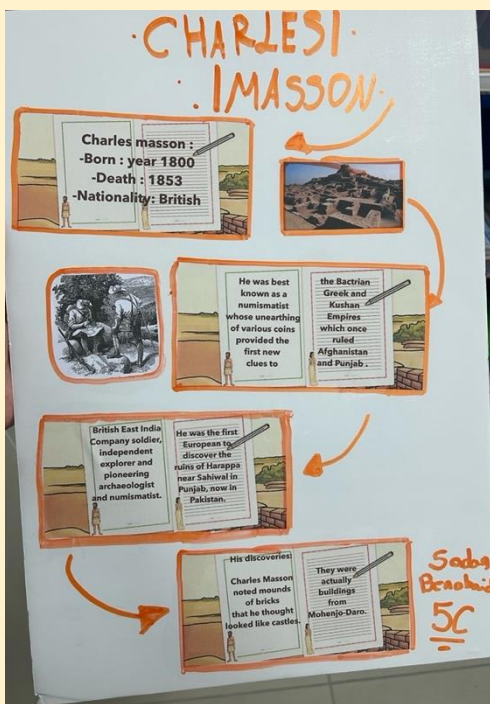 CHARLES
MASSON
Charles masson :
-Born : year 1800
-Death : 1853
-Nationality: British
He was best
known as a
numismatist
whose unearthing
of various coins
provided the
first new
clues to
the Bactrian
Greek and
Kushan
Empires
which once
ruled
Afghanistan
and Punjab .
British East India
Company soldier,
independent
explorer and
pioneering
archaeologist
and numismatist.
He was the first
European to
discover the
ruins of Harappa
near Sahiwal in
Punjab, now in
Pakistan.
His discoveries:
Charles Masson
noted mounds
of bricks
that he thought
looked like castles.
They were
actually
buildings
from
Mohenjo-Daro.
5C